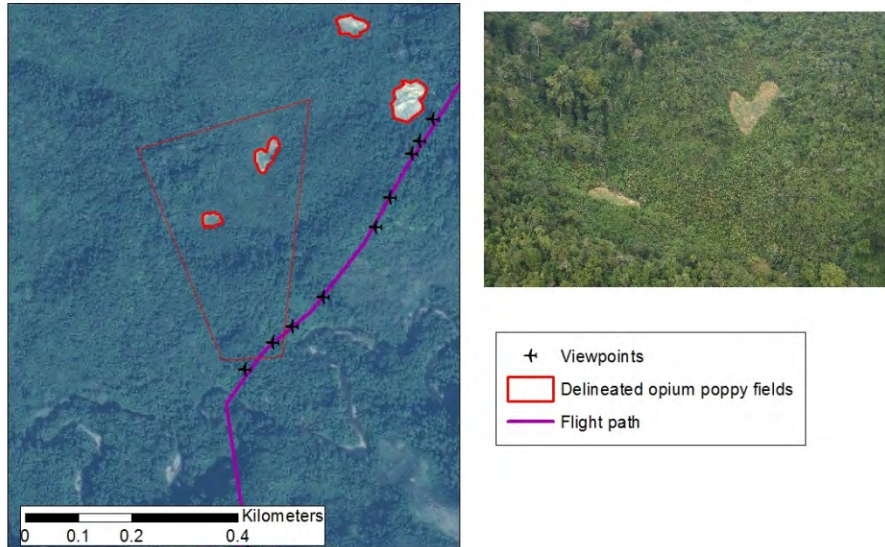 Viewpoints
Delineated opium poppy fields
Flight path
Kilometers
0 0.1 0.2 0.4